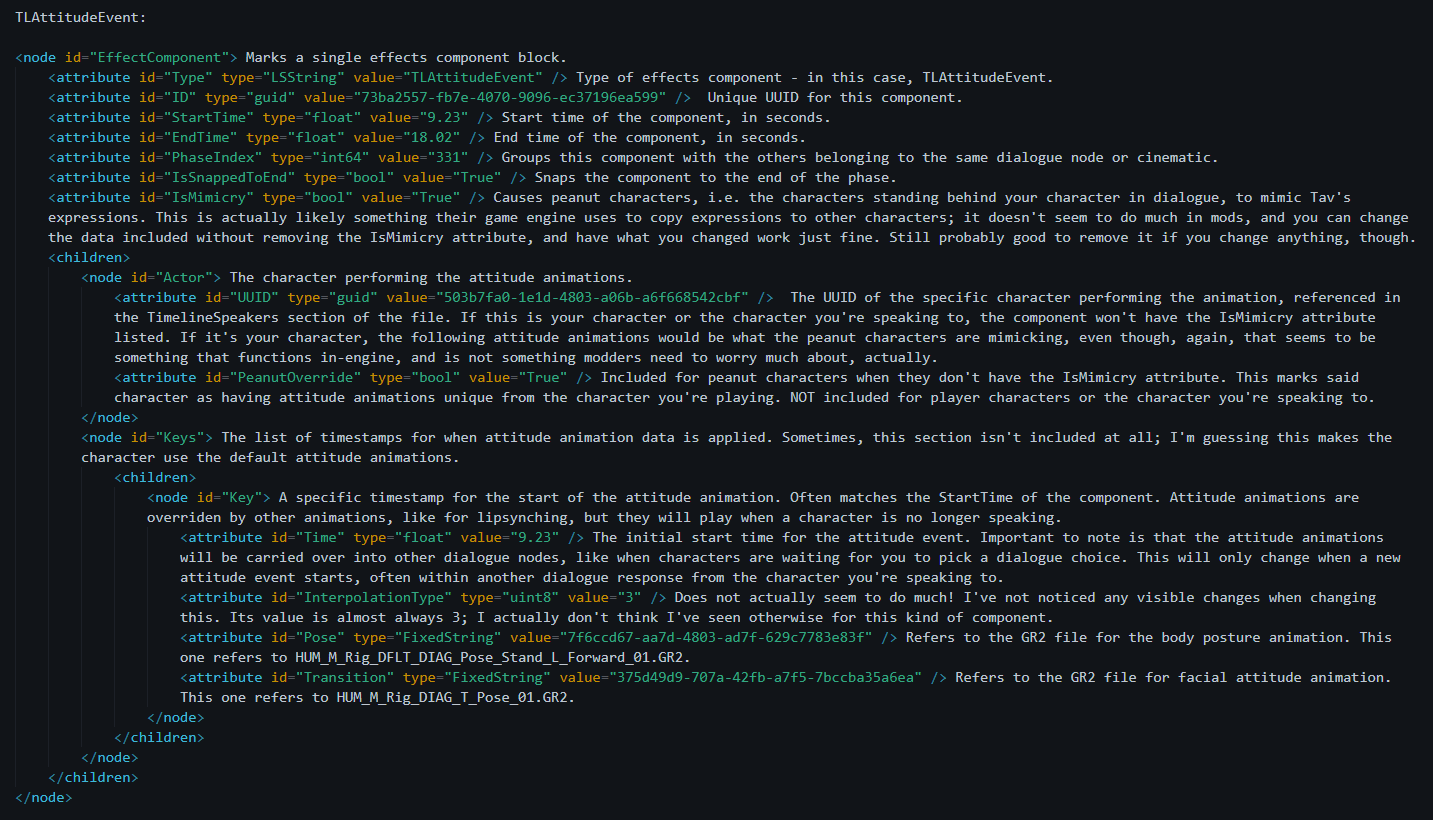 TLAttitudeEvent:
<node id="EffectComponent"> Marks a single effects component block.
<attribute id="Type" type="LSString" value="TLAttitudeEvent" /> Type of effects component - in this case, TLAttitudeEvent.
<attribute id="ID" type="guid" value="73ba2557-fb7e-4070-9096-ec37196ea599" />  Unique UUID for this component.
<attribute id="StartTime" type="float" value="9.23" /> Start time of the component, in seconds.
<attribute id="EndTime" type="float" value="18.02" /> End time of the component, in seconds.
<attribute id="PhaseIndex" type="int64" value="331" /> Groups this component with the others belonging to the same dialogue node or cinematic.
<attribute id="IsSnappedToEnd" type="bool" value="True" /> Snaps the component to the end of the phase.
<attribute id="IsMimicry" type="bool" value="True" /> Causes peanut characters, i.e. the characters standing behind your character in dialogue, to mimic Tav's
expressions. This is actually likely something their game engine uses to copy expressions to other characters; it doesn't seem to do much in mods, and you can change
the data included without removing the IsMimicry attribute, and have what you changed work just fine. Still probably good to remove it if you change anything, though.
<children>
<node id="Actor"> The character performing the attitude animations.
<attribute id="UUID" type="guid" value="503b7fa0-1e1d-4803-a06b-a6f668542cbf" />  The UUID of the specific character performing the animation, referenced in
the TimelineSpeakers section of the file. If this is your character or the character you're speaking to, the component won't have the IsMimicry attribute
listed. If it's your character, the following attitude animations would be what the peanut characters are mimicking, even though, again, that seems to be
something that functions in-engine, and is not something modders need to worry much about, actually.
<attribute id="PeanutOverride" type="bool" value="True" /> Included for peanut characters when they don't have the IsMimicry attribute. This marks said
character as having attitude animations unique from the character you're playing. NOT included for player characters or the character you're speaking to.
</node>
<node id="Keys"> The list of timestamps for when attitude animation data is applied. Sometimes, this section isn't included at all; I'm guessing this makes the
character use the default attitude animations.
<children>
<node id="Key"> A specific timestamp for the start of the attitude animation. Often matches the StartTime of the component. Attitude animations are
overriden by other animations, like for lipsynching, but they will play when a character is no longer speaking.
<attribute id="Time" type="float" value="9.23" /> The initial start time for the attitude event. Important to note is that the attitude animations
will be carried over into other dialogue nodes, like when characters are waiting for you to pick a dialogue choice. This will only change when a new
attitude event starts, often within another dialogue response from the character you're speaking to.
<attribute id="InterpolationType" type="uint8" value="3" /> Does not actually seem to do much! I've not noticed any visible changes when changing
this. Its value is almost always 3; I actually don't think I've seen otherwise for this kind of component.
<attribute id="Pose" type="FixedString" value="7f6ccd67-aa7d-4803-ad7f-629c7783e83f" /> Refers to the GR2 file for the body posture animation. This
one refers to HUM_M_Rig_DFLT_DIAG_Pose_Stand_L_Forward_01.GR2.
<attribute id="Transition" type="FixedString" value="375d49d9-707a-42fb-a7f5-7bccba35a6ea" /> Refers to the GR2 file for facial attitude animation.
This one refers to HUM_M_Rig_DIAG_T_Pose_01.GR2.
</node>
</children>
</node>
</children>
</node>